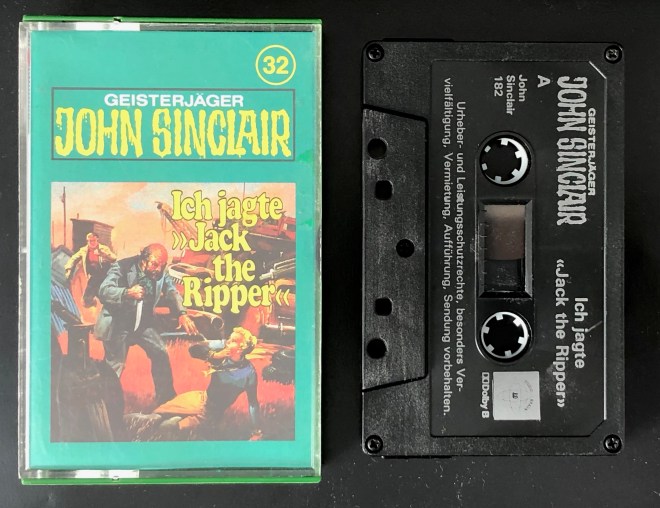 32
GEISTERJÄGER
JOHN SINCLAIR
Ich jagte
»Jack
the
Ripper«
GEISTERJÄGER
JOHN SINCLAIR
Ich jagte
«Jack the Ripper»
A
John
Sinclair
182
Dolby B
Urheber- und Leistungsschutzrechte, besonders Ver-
vielfältigung, Vermietung, Aufführung, Sendung vorbehalten.